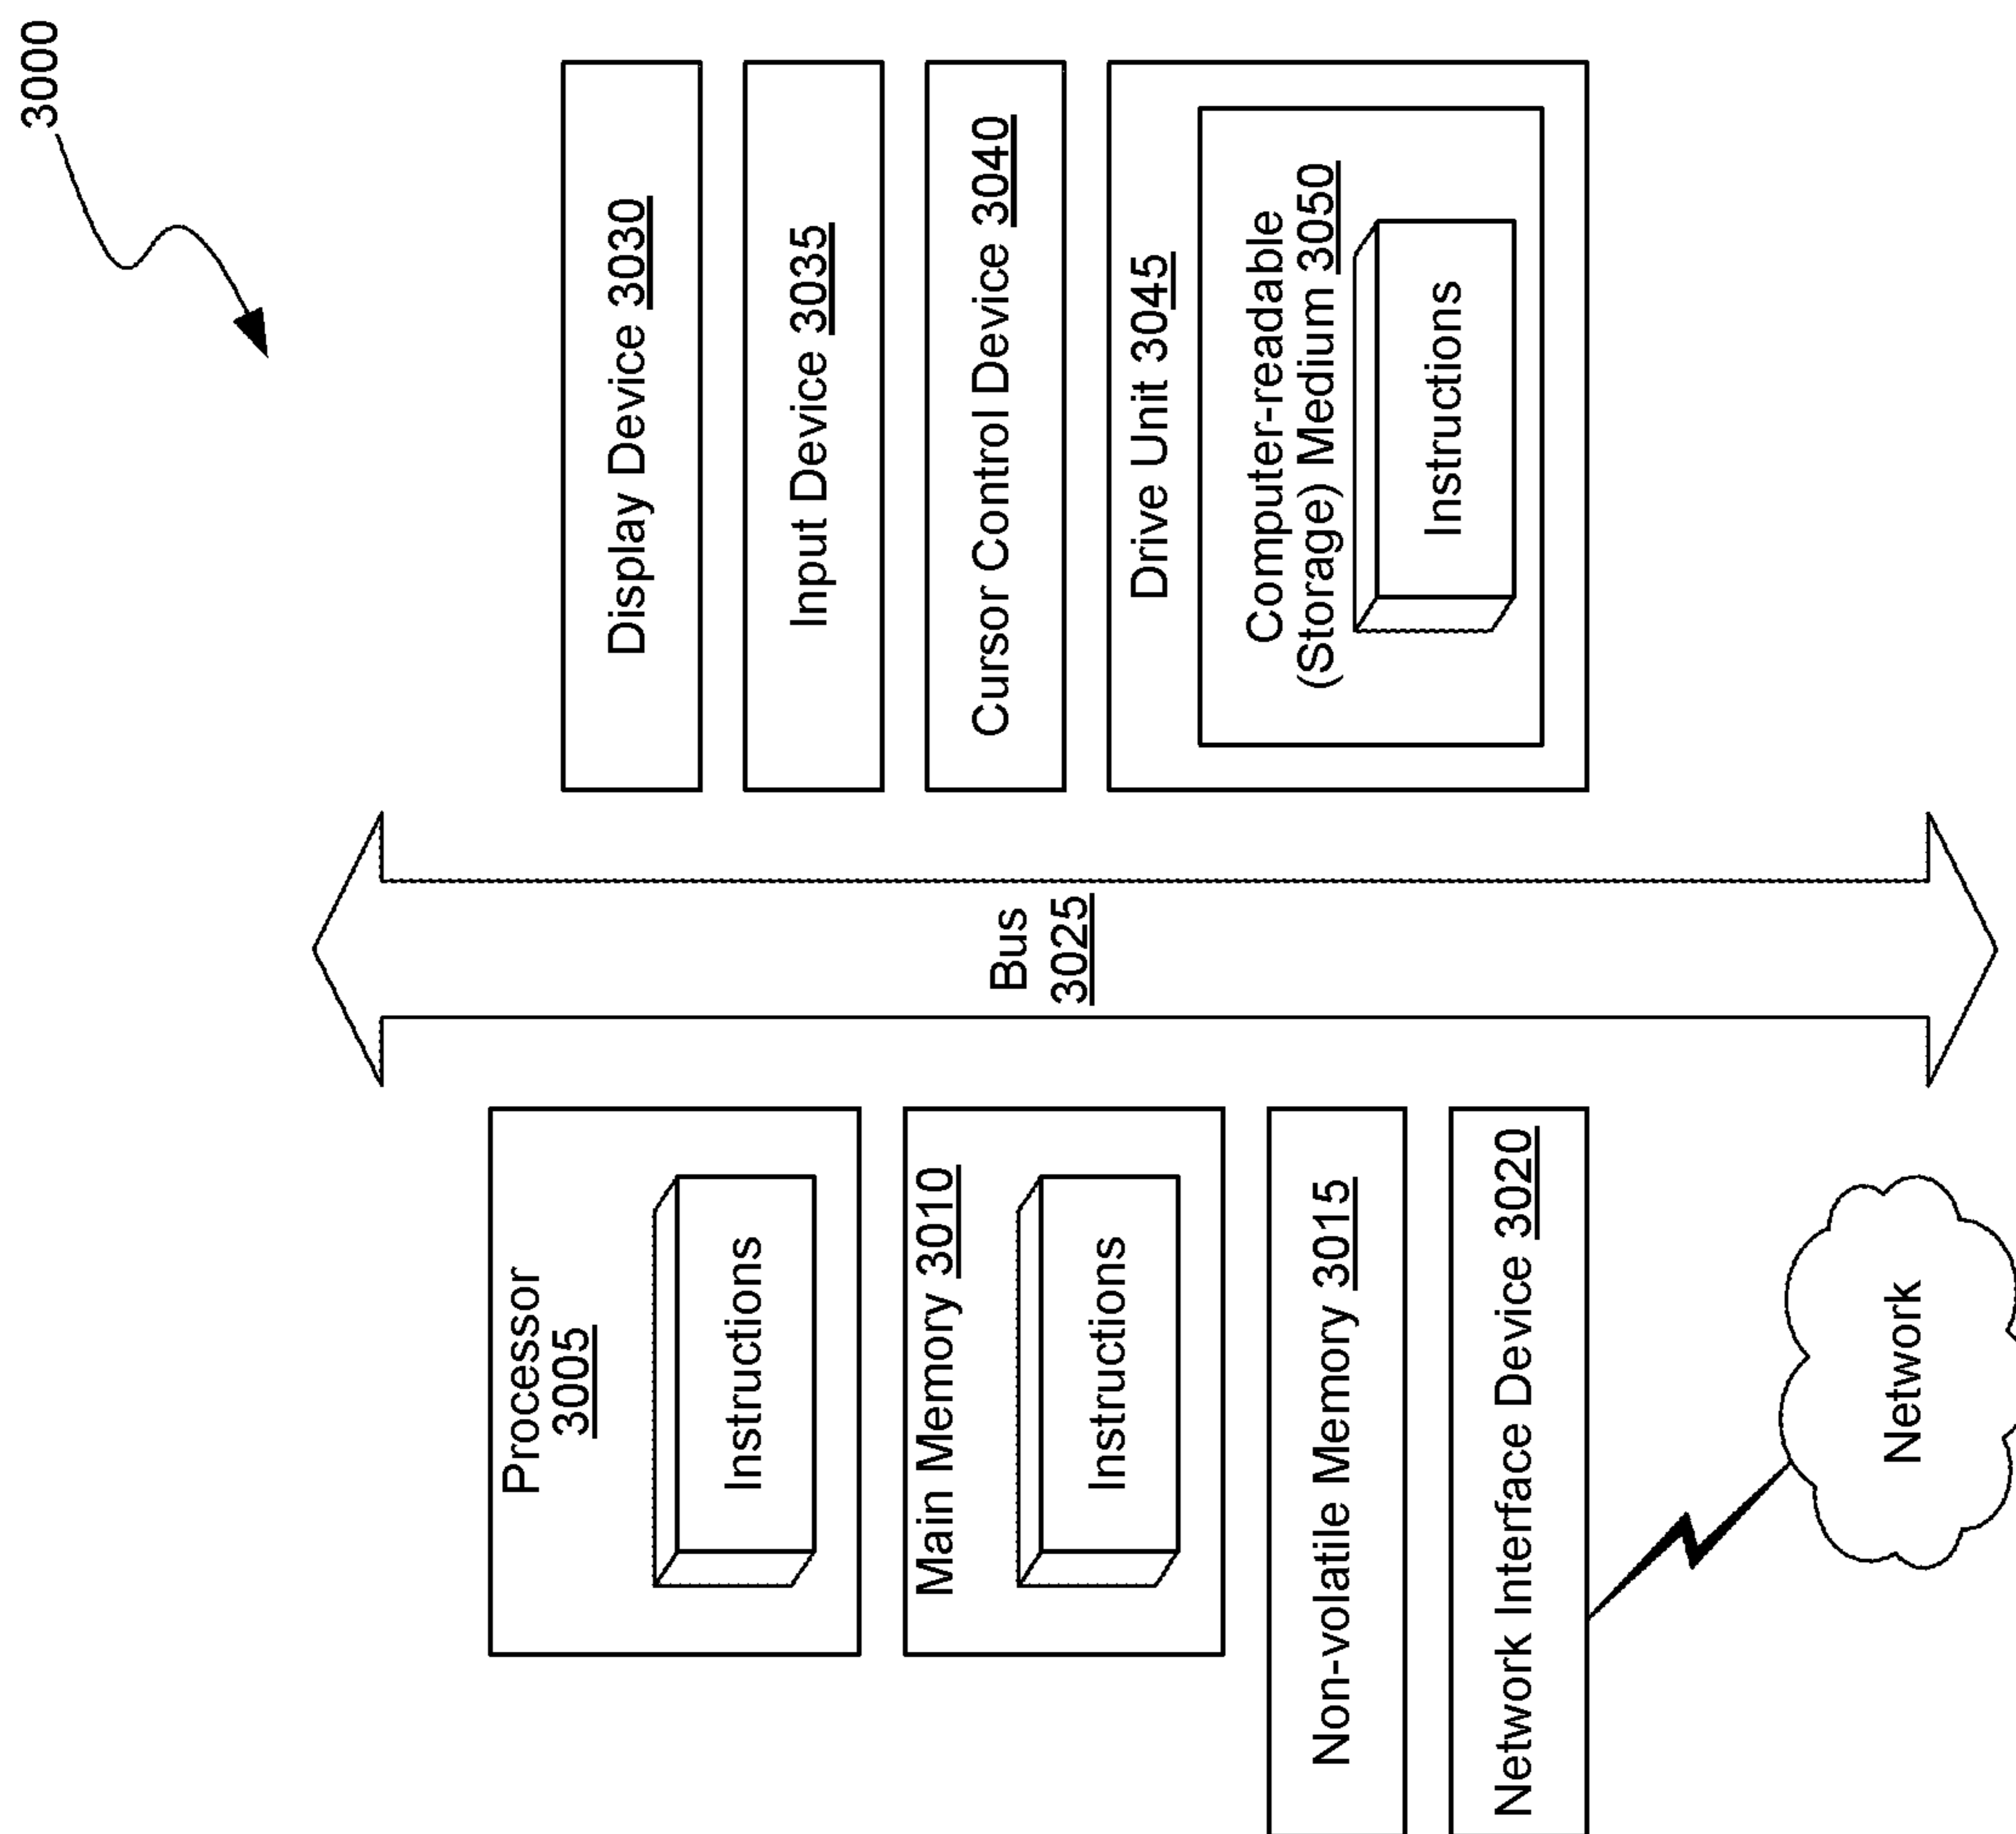 3000
Processor
3005
Instructions
Main Memory 3010
Instructions
Non-volatile Memory 3015
Network Interface Device 3020
Network
Bus
3025
Display Device 3030
Input Device 3035
Cursor Control Device 3040
Drive Unit 3045
Computer-readable
(Storage) Medium 3050
Instructions